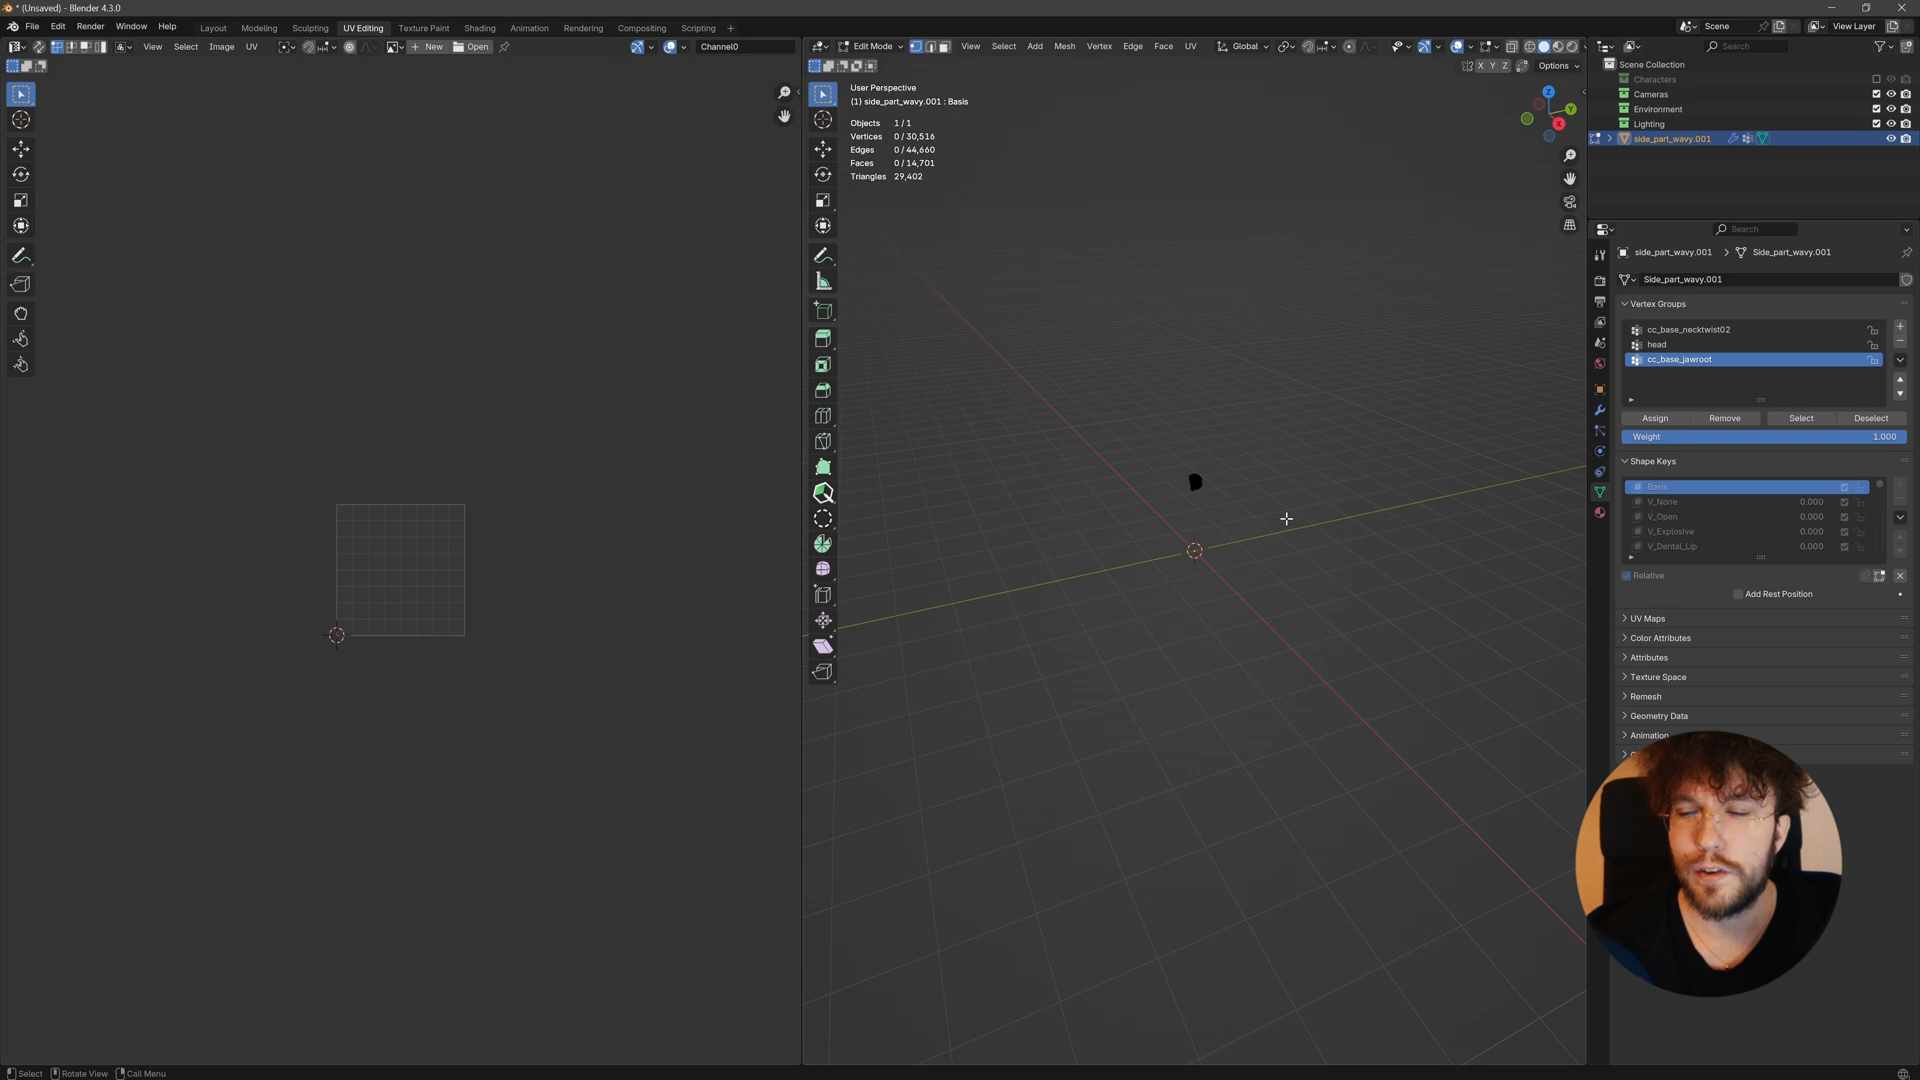 * (Unsaved) - Blender 4.3.0
File Edit Render Window Help Layout Modeling Sculpting UV Editing Texture Paint Shading Animation Rendering Compositing Scripting + Scene View Layer
View Select Image UV New Open Channel0
Edit Mode View Select Add Mesh Vertex Edge Face UV Global
X Y Z Options
Search
User Perspective
(1) side_part_wavy.001 : Basis
Objects 1 / 1
Vertices 0 / 30,516
Edges 0 / 44,660
Faces 0 / 14,701
Triangles 29,402
Z
Y
X
Scene Collection
Characters
Cameras
Environment
Lighting
side_part_wavy.001
Search
side_part_wavy.001 > Side_part_wavy.001
Side_part_wavy.001
Vertex Groups
cc_base_necktwist02
head
cc_base_jawroot
Assign Remove Select Deselect
Weight 1.000
Shape Keys
Basis
V_None 0.000
V_Open 0.000
V_Explosive 0.000
V_Dental_Lip 0.000
Relative
Add Rest Position
UV Maps
Color Attributes
Attributes
Texture Space
Remesh
Geometry Data
Animation
Select Rotate View Call Menu